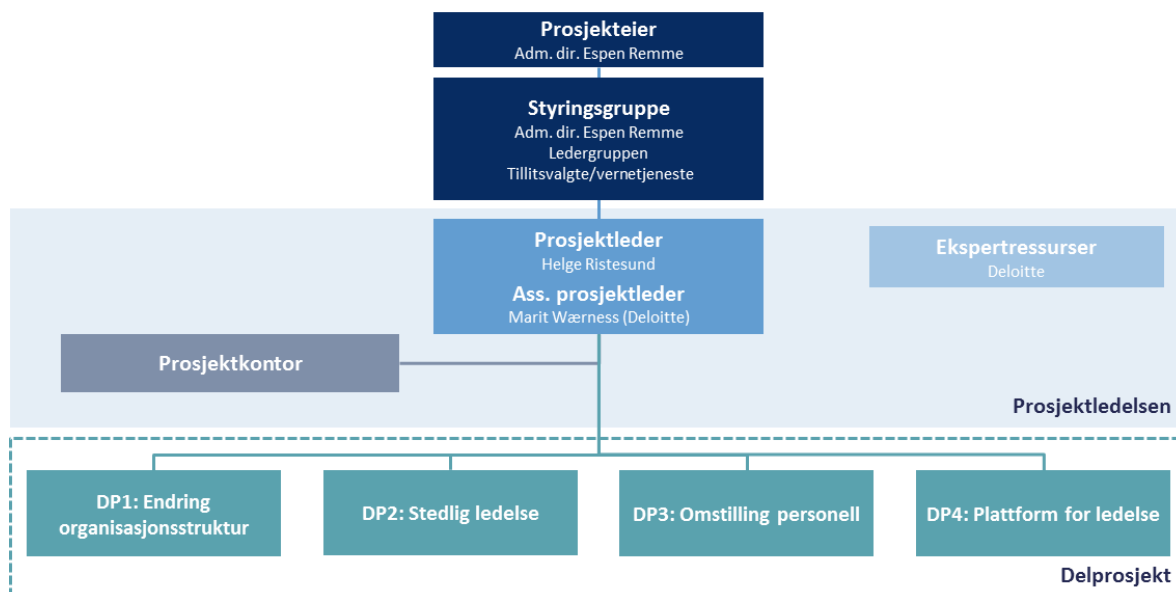 Prosjekteier
Adm. dir. Espen Remme
Styringsgruppe
Adm. dir. Espen Remme
Ledergruppen
Tillitsvalgte/vernetjeneste
Prosjektleder
Helge Ristesund
Ass. prosjektleder
Marit Wærness (Deloitte)
Ekspertressurser
Deloitte
Prosjektkontor
Prosjektledelsen
DP1: Endring
organisasjonsstruktur
DP2: Stedlig ledelse
DP3: Omstilling personell
DP4: Plattform for ledelse
Delprosjekt